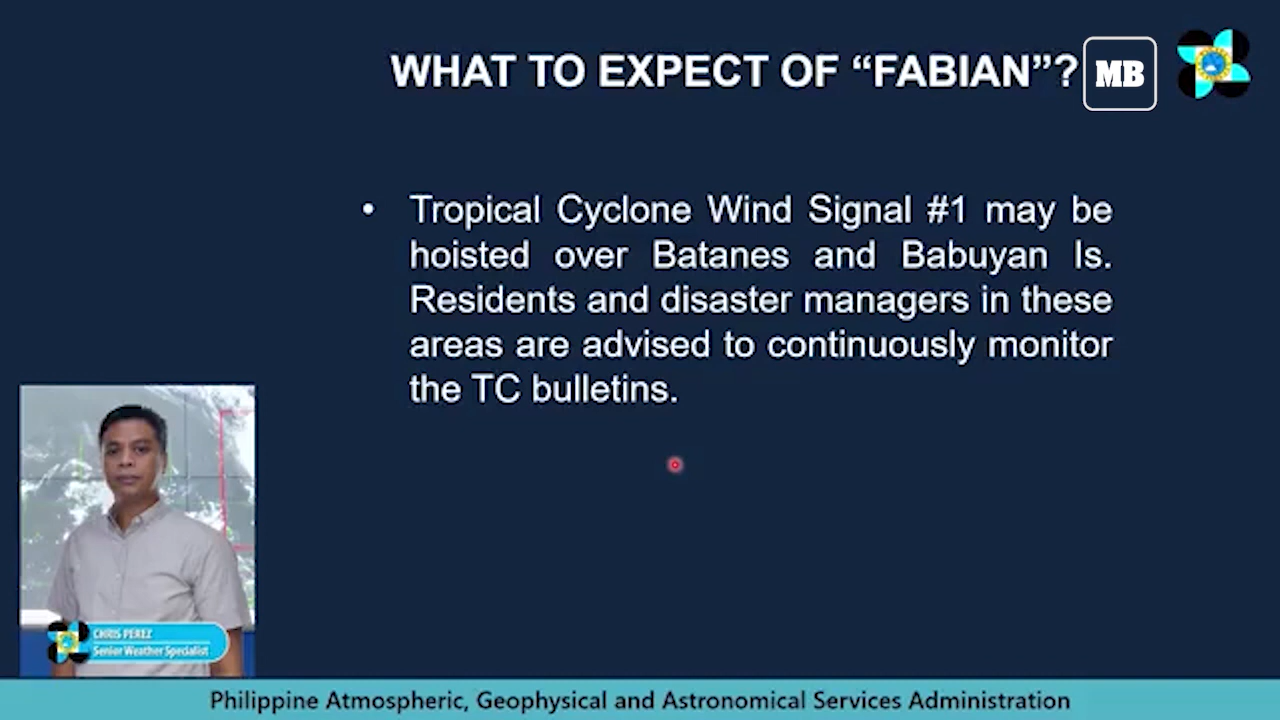 WHAT TO EXPECT OF “FABIAN”?
MB
• Tropical Cyclone Wind Signal #1 may be
hoisted over Batanes and Babuyan Is.
Residents and disaster managers in these
areas are advised to continuously monitor
the TC bulletins.
CHRIS PEREZ
Senior Weather Specialist
Philippine Atmospheric, Geophysical and Astronomical Services Administration